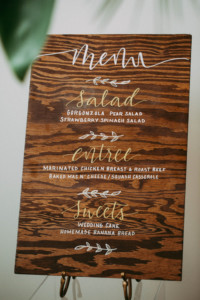 menu
Salad
GORGONZOLA PEAR SALAD
STRAWBERRY SPINACH SALAD
entree
MARINATED CHICKEN BREAST & ROAST BEEF
BAKED MAC N' CHEESE / SQUASH CASSEROLE
Sweets
WEDDING CAKE
HOMEMADE BANANA BREAD